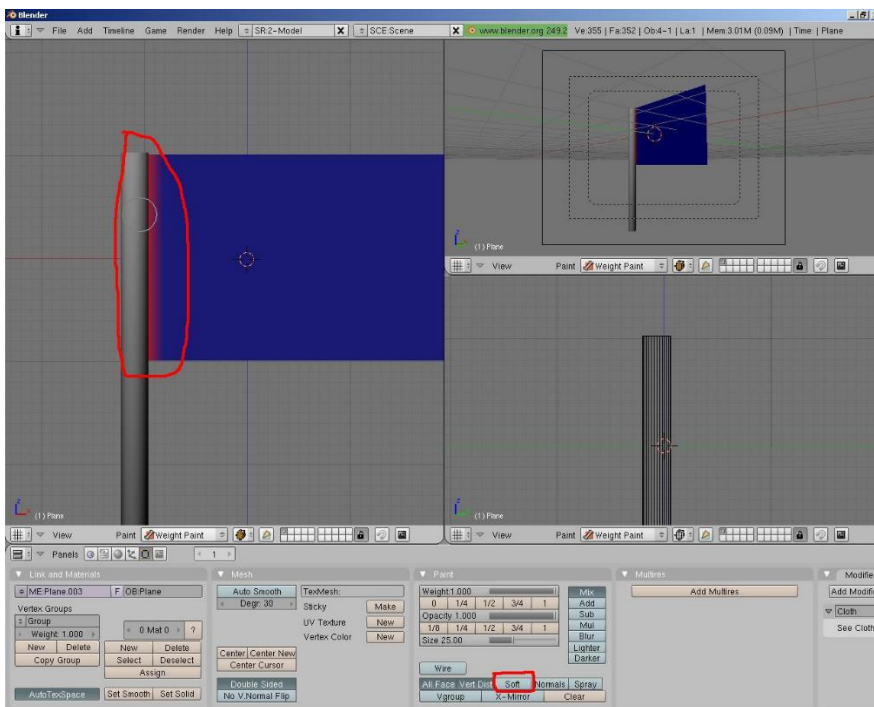 Blender
File Add Timeline Game Render Help SR:2-Model X SCE:Scene X www.blender.org 249.2 Ve:355 | Fa:352 | Ob:4-1 | La:1 | Mem:3.01M (0.09M) | Time: | Plane
z
(1) Plane
z
x
(1) Plane
View Paint Weight Paint
z
(1) Plane
View Paint Weight Paint
View Paint Weight Paint
Panels 1
Link and Materials
ME:Plane.003 F OB:Plane
Vertex Groups
Group
Weight: 1.000
New Delete
Copy Group
0 Mat 0 ?
New Delete
Select Deselect
Assign
AutoTexSpace Set Smooth Set Solid
Mesh
Auto Smooth
Degr: 30
TexMesh:
Sticky Make
UV Texture New
Vertex Color New
Center Center New
Center Cursor
Double Sided
No V.Normal Flip
Paint
Weight:1.000
0 1/4 1/2 3/4 1
Opacity 1.000
1/8 1/4 1/2 3/4 1
Size 25.00
Mix
Add
Sub
Mul
Blur
Lighter
Darker
Wire
All Face Vert Dist Soft Normals Spray
Vgroup X-Mirror Clear
Multires
Add Multires
Modifie
Add Modifi
Cloth
See Cloth